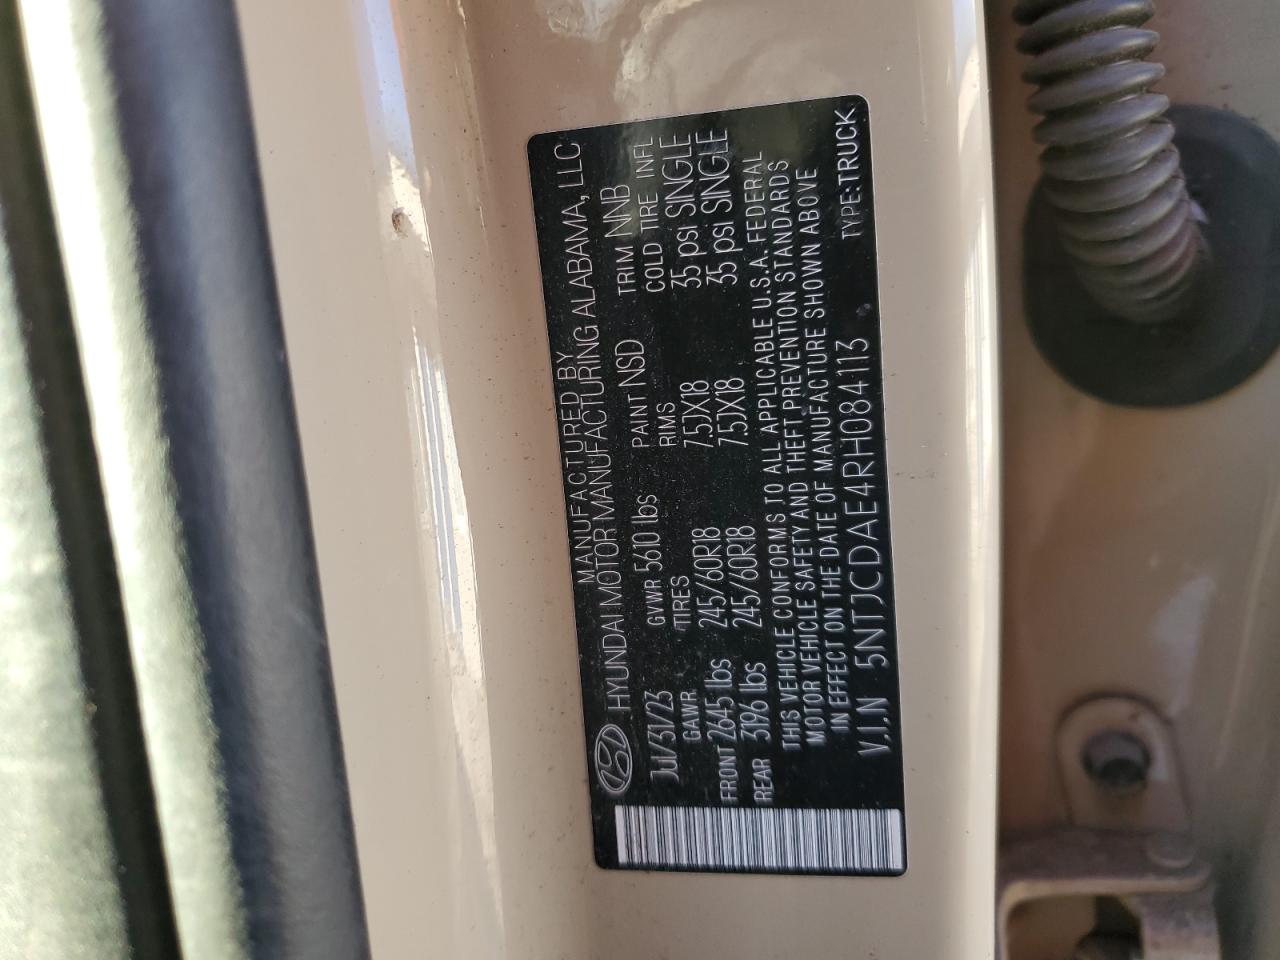 MANUFACTURED BY
HYUNDAI MOTOR MANUFACTURING ALABAMA, LLC
Jul/31/23 GVWR 5610 lbs PAINT NSD TRIM NNB
GAWR TIRES RIMS COLD TIRE INFL
FRONT 2645 lbs 245/60R18 7.5JX18 35 psi SINGLE
REAR 3196 lbs 245/60R18 7.5JX18 35 psi SINGLE
THIS VEHICLE CONFORMS TO ALL APPLICABLE U.S.A. FEDERAL
MOTOR VEHICLE SAFETY AND THEFT PREVENTION STANDARDS
IN EFFECT ON THE DATE OF MANUFACTURE SHOWN ABOVE
V.I.N 5NTJCDAE4RH084113 TYPE: TRUCK